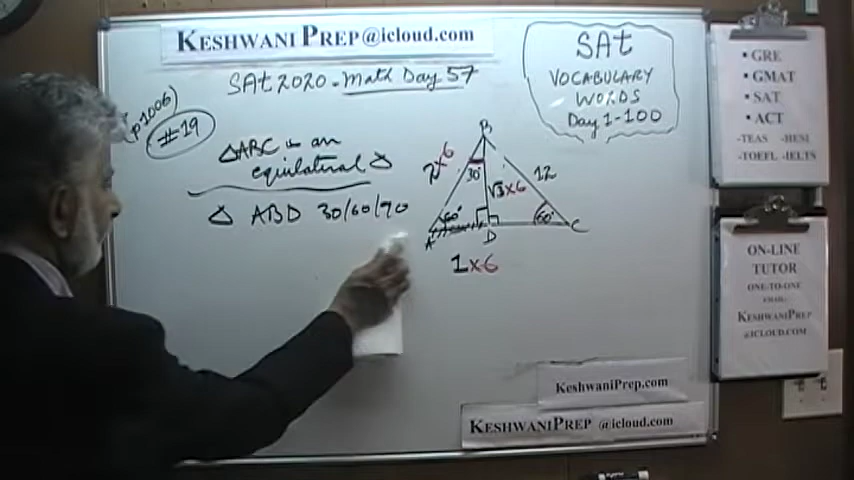 KESHWANI PREP@icloud.com
SAt 2020 - Math Day 57
(p1006)
#19
△ABC is an
equilateral △
△ ABD 30/60/90
B
2×6
30°
√3×6
12
60°
60°
A
D
C
1×6
SAt
VOCABULARY
WORDS
Day 1-100
• GRE
• GMAT
• SAT
• ACT
-TEAS -HESI
-TOEFL -IELTS
ON-LINE
TUTOR
ONE-TO-ONE
EMAIL:
KESHWANIPREP
@ICLOUD.COM
KESHWANIPREP.com
KESHWANIPREP @icloud.com